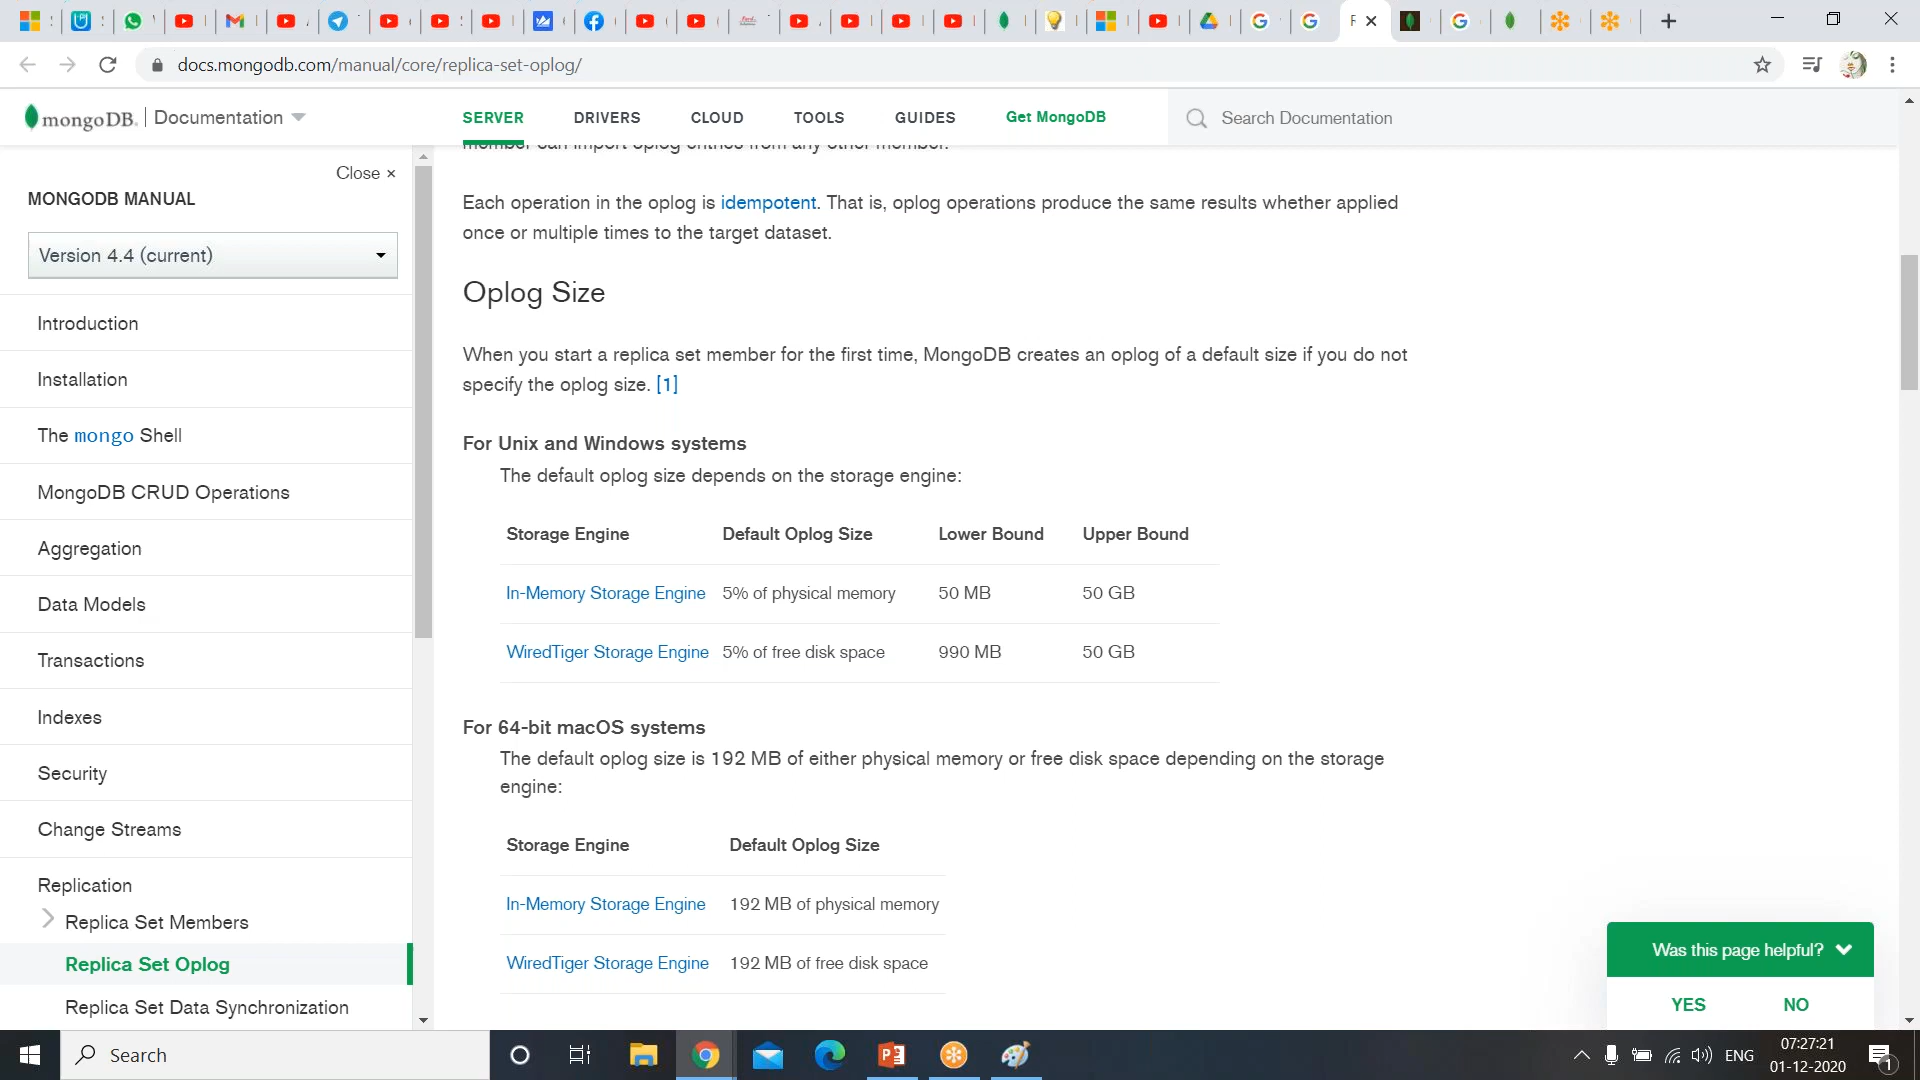 docs.mongodb.com/manual/core/replica-set-oplog/
mongoDB. Documentation
SERVER DRIVERS CLOUD TOOLS GUIDES Get MongoDB Search Documentation
Close ×
MONGODB MANUAL
Version 4.4 (current)
Introduction
Installation
The mongo Shell
MongoDB CRUD Operations
Aggregation
Data Models
Transactions
Indexes
Security
Change Streams
Replication
Replica Set Members
Replica Set Oplog
Replica Set Data Synchronization
member can import oplog entries from any other member.
Each operation in the oplog is idempotent. That is, oplog operations produce the same results whether applied
once or multiple times to the target dataset.
Oplog Size
When you start a replica set member for the first time, MongoDB creates an oplog of a default size if you do not
specify the oplog size. [1]
For Unix and Windows systems
The default oplog size depends on the storage engine:
Storage Engine Default Oplog Size Lower Bound Upper Bound
In-Memory Storage Engine 5% of physical memory 50 MB 50 GB
WiredTiger Storage Engine 5% of free disk space 990 MB 50 GB
For 64-bit macOS systems
The default oplog size is 192 MB of either physical memory or free disk space depending on the storage
engine:
Storage Engine Default Oplog Size
In-Memory Storage Engine 192 MB of physical memory
WiredTiger Storage Engine 192 MB of free disk space
Was this page helpful?
YES NO
Search
ENG
07:27:21
01-12-2020
1